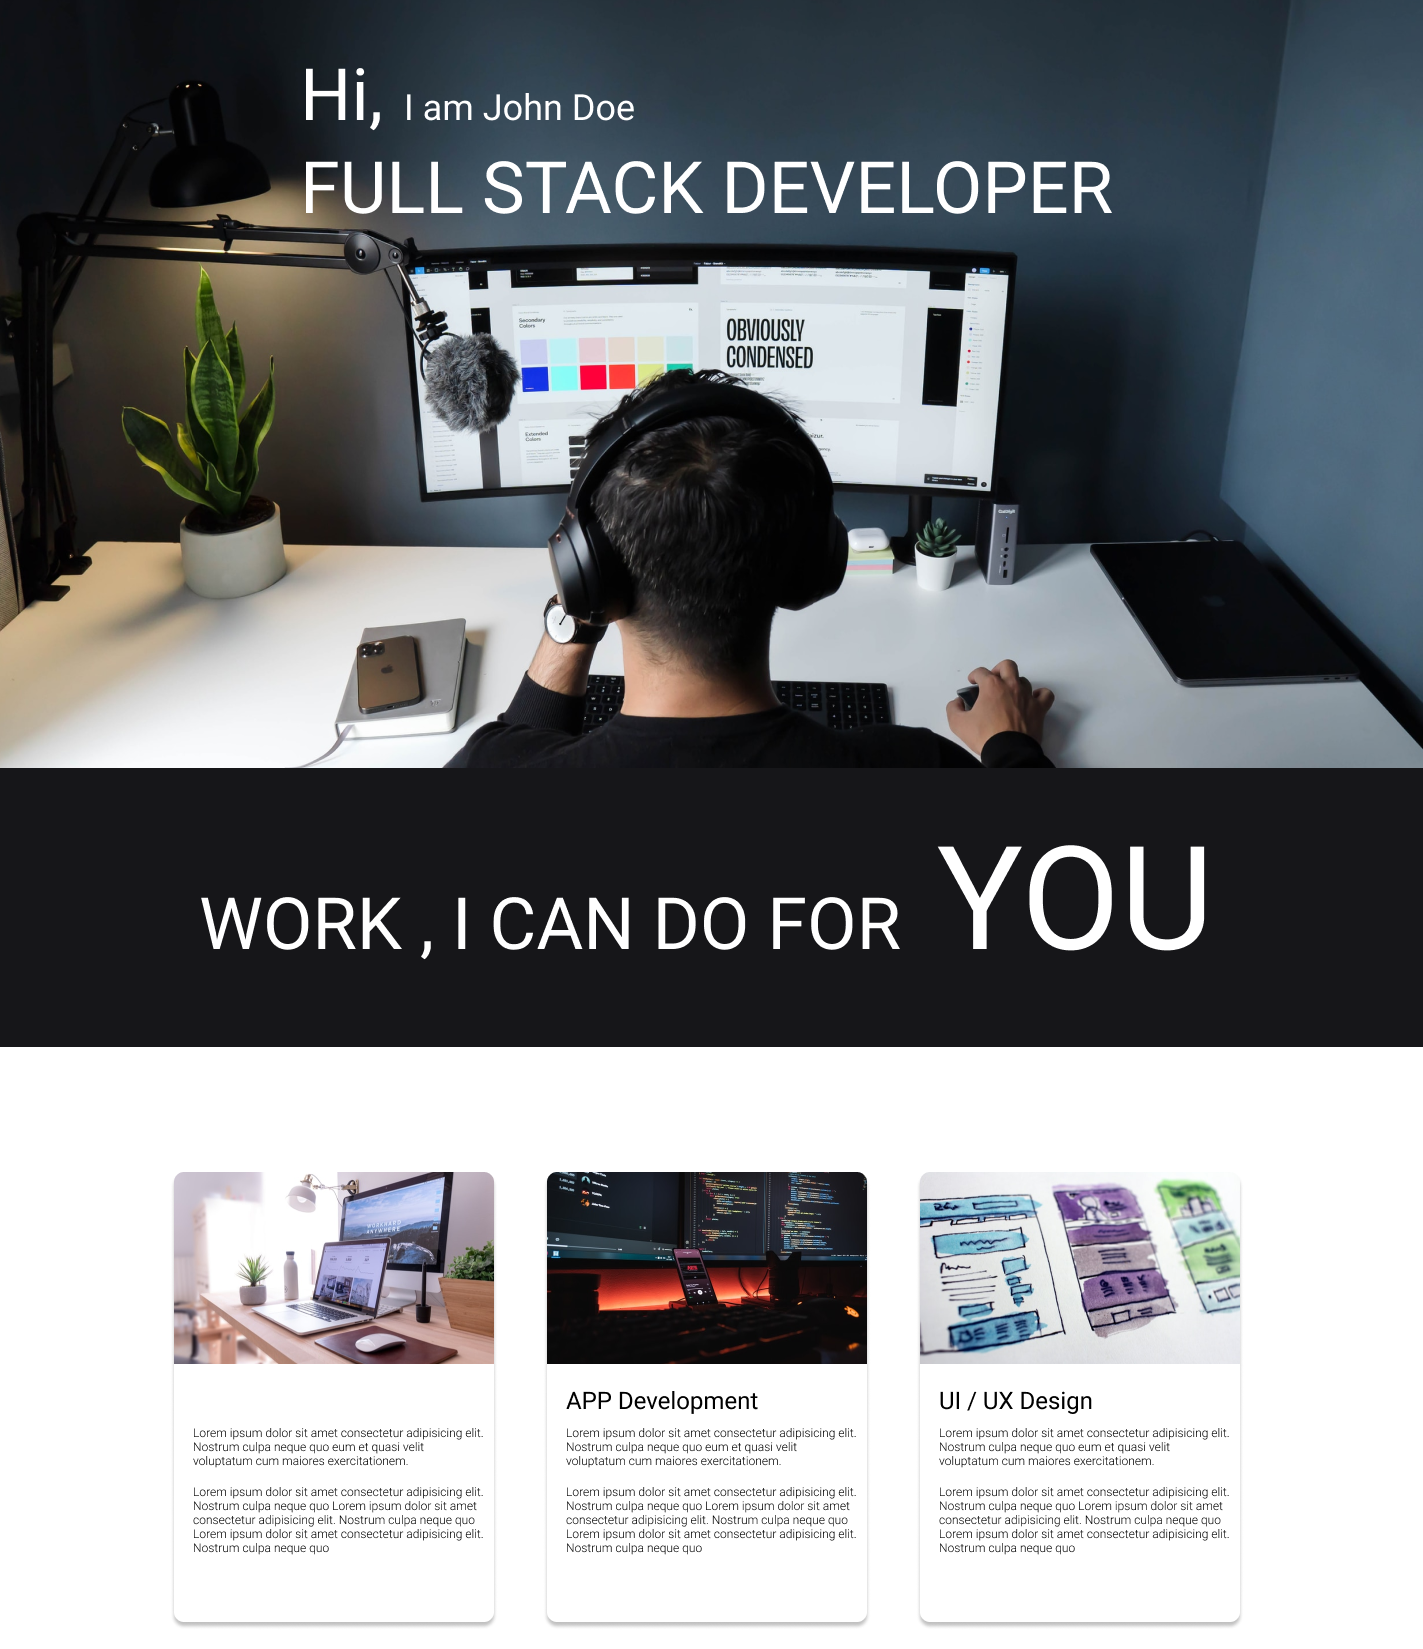 Hi, I am John Doe
FULL STACK DEVELOPER
Secondary
Colors
OBVIOUSLY
CONDENSED
Extended
Colors
WORK , I CAN DO FOR YOU
WORK AND
ANYWHERE
APP Development
UI / UX Design
Lorem ipsum dolor sit amet consectetur adipisicing elit.
Nostrum culpa neque quo eum et quasi velit
voluptatum cum maiores exercitationem.
Lorem ipsum dolor sit amet consectetur adipisicing elit.
Nostrum culpa neque quo Lorem ipsum dolor sit amet
consectetur adipisicing elit. Nostrum culpa neque quo
Lorem ipsum dolor sit amet consectetur adipisicing elit.
Nostrum culpa neque quo
Lorem ipsum dolor sit amet consectetur adipisicing elit.
Nostrum culpa neque quo eum et quasi velit
voluptatum cum maiores exercitationem.
Lorem ipsum dolor sit amet consectetur adipisicing elit.
Nostrum culpa neque quo Lorem ipsum dolor sit amet
consectetur adipisicing elit. Nostrum culpa neque quo
Lorem ipsum dolor sit amet consectetur adipisicing elit.
Nostrum culpa neque quo
Lorem ipsum dolor sit amet consectetur adipisicing elit.
Nostrum culpa neque quo eum et quasi velit
voluptatum cum maiores exercitationem.
Lorem ipsum dolor sit amet consectetur adipisicing elit.
Nostrum culpa neque quo Lorem ipsum dolor sit amet
consectetur adipisicing elit. Nostrum culpa neque quo
Lorem ipsum dolor sit amet consectetur adipisicing elit.
Nostrum culpa neque quo